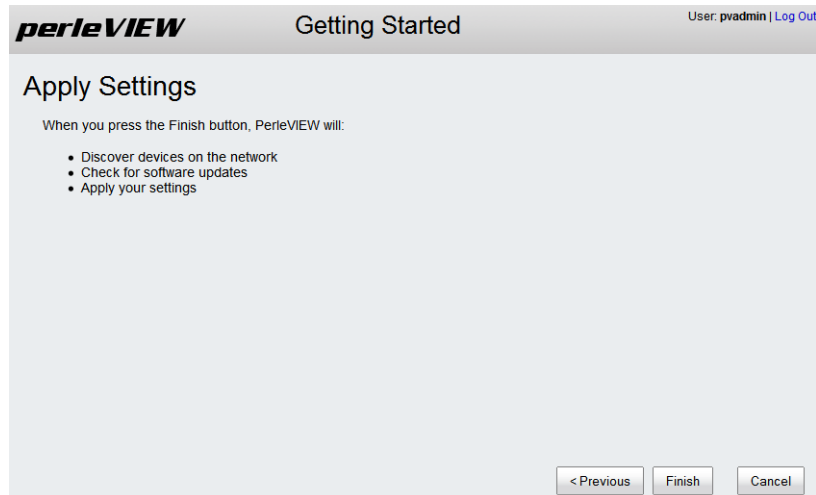 perleVIEW
Getting Started
User: pvadmin | Log Out
Apply Settings
When you press the Finish button, PerleVIEW will:
• Discover devices on the network
• Check for software updates
• Apply your settings
< Previous
Finish
Cancel